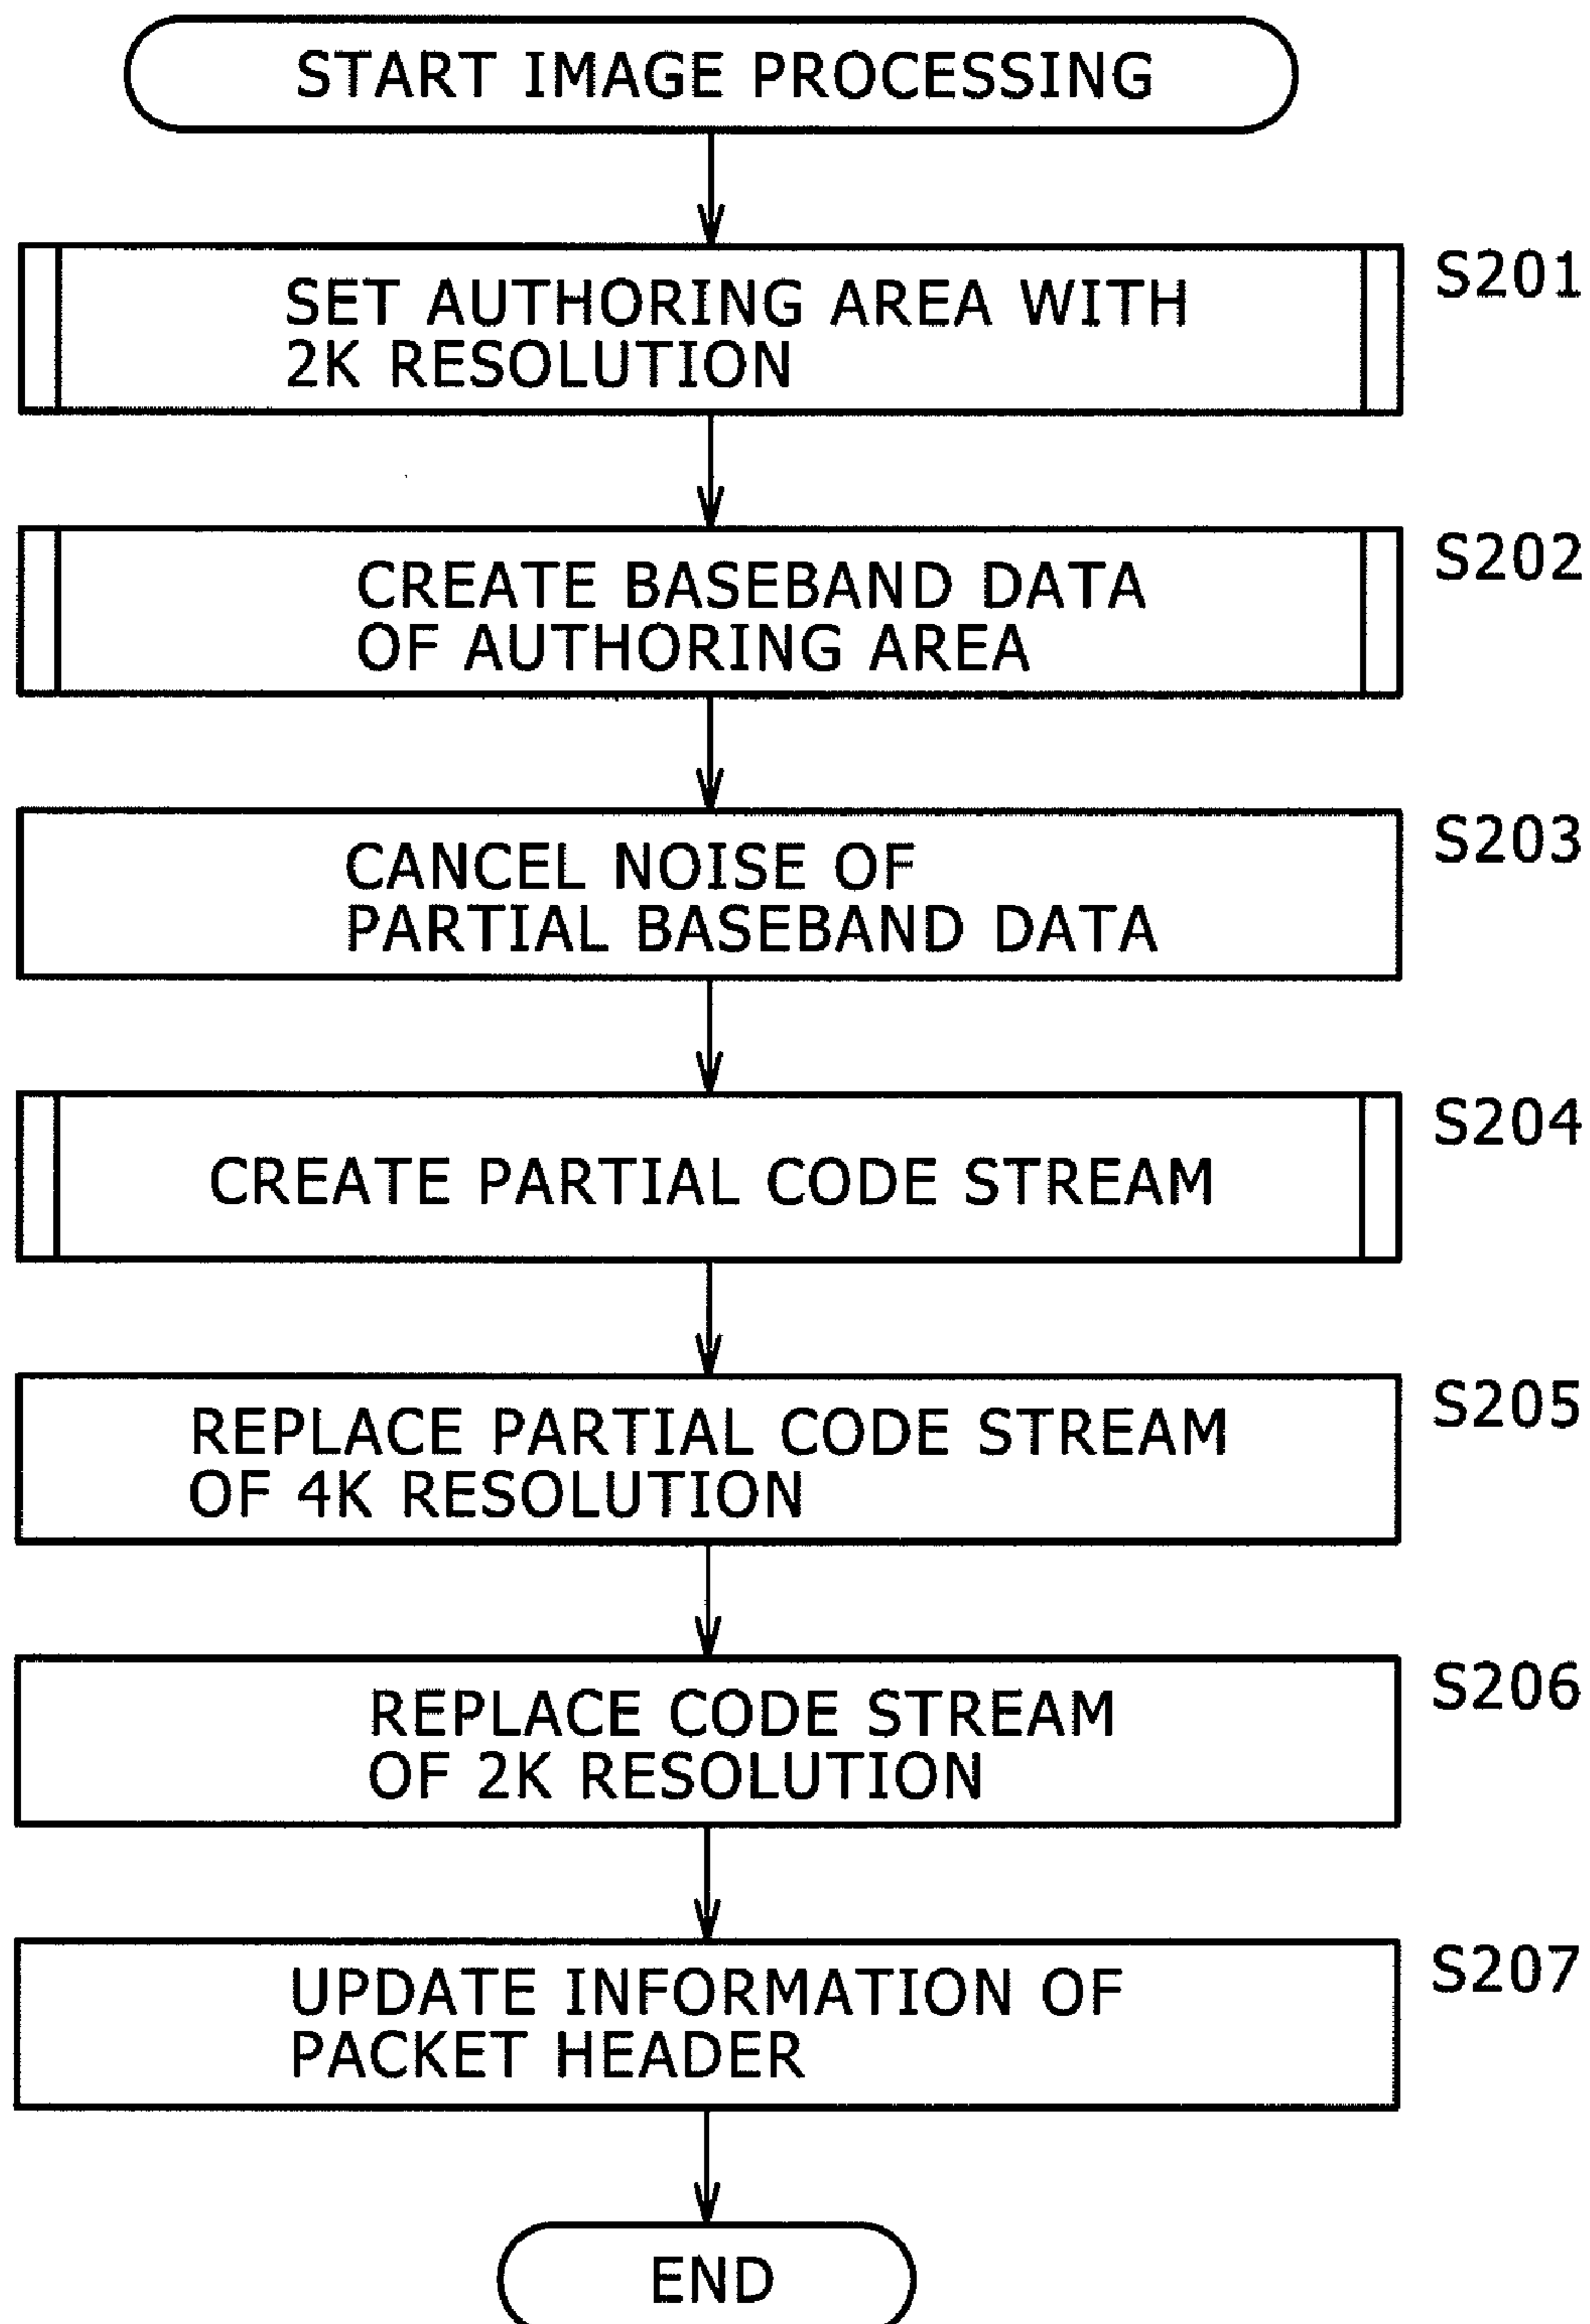 START IMAGE PROCESSING
S201
SET AUTHORING AREA WITH
2K RESOLUTION
S202
CREATE BASEBAND DATA
OF AUTHORING AREA
S203
CANCEL NOISE OF
PARTIAL BASEBAND DATA
S204
CREATE PARTIAL CODE STREAM
S205
REPLACE PARTIAL CODE STREAM
OF 4K RESOLUTION
S206
REPLACE CODE STREAM
OF 2K RESOLUTION
S207
UPDATE INFORMATION OF
PACKET HEADER
END